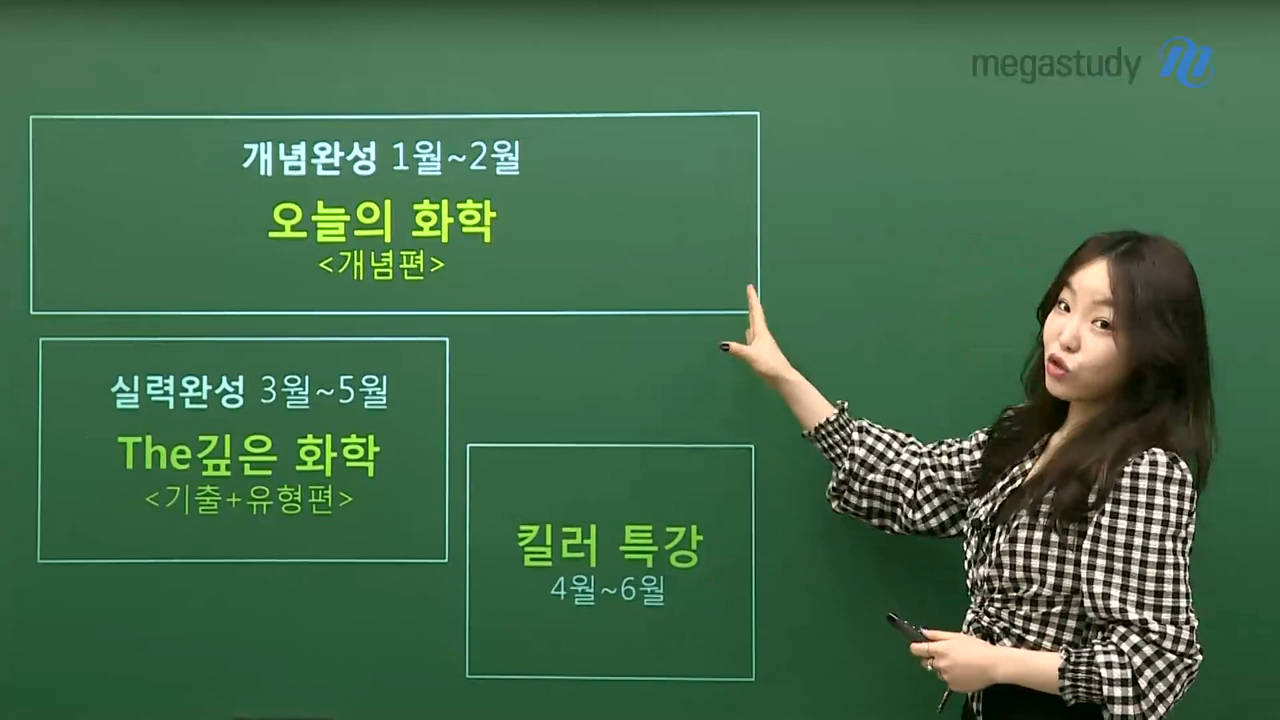 megastudy
개념완성 1월~2월
오늘의 화학
<개념편>
실력완성 3월~5월
The깊은 화학
<기출+유형편>
킬러 특강
4월~6월